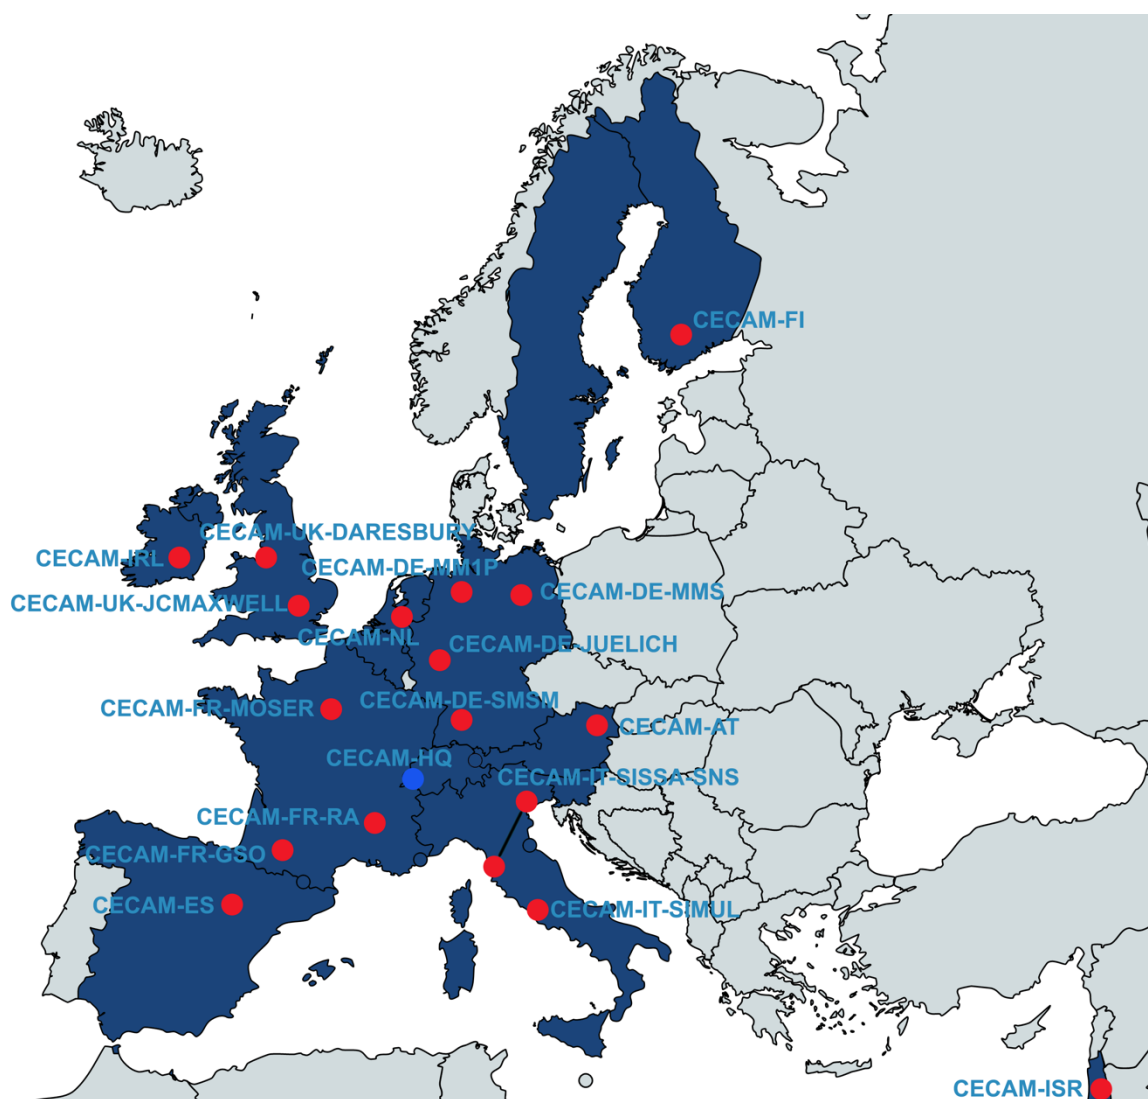 CECAM-FI
CECAM-UK-DARESBURY
CECAM-IRL
CECAM-DE-MM1P
CECAM-DE-MMS
CECAM-UK-JCMAXWELL
CECAM-NL
CECAM-DE-JUELICH
CECAM-DE-SMSM
CECAM-FR-MOSER
CECAM-AT
CECAM-HQ
CECAM-IT-SISSA-SNS
CECAM-FR-RA
CECAM-FR-GSO
CECAM-ES
CECAM-IT-SIMUL
CECAM-ISR